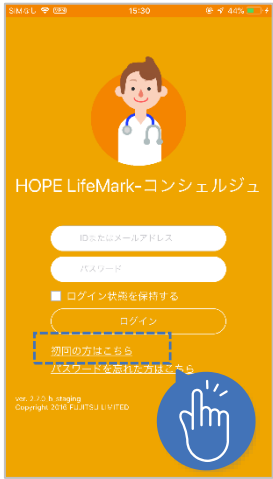 SIMなし 15:30 44%
HOPE LifeMark-コンシェルジュ
IDまたはメールアドレス
パスワード
ログイン状態を保持する
ログイン
初回の方はこちら
パスワードを忘れた方はこちら
Copyright 2016 FUJITSU LIMITED